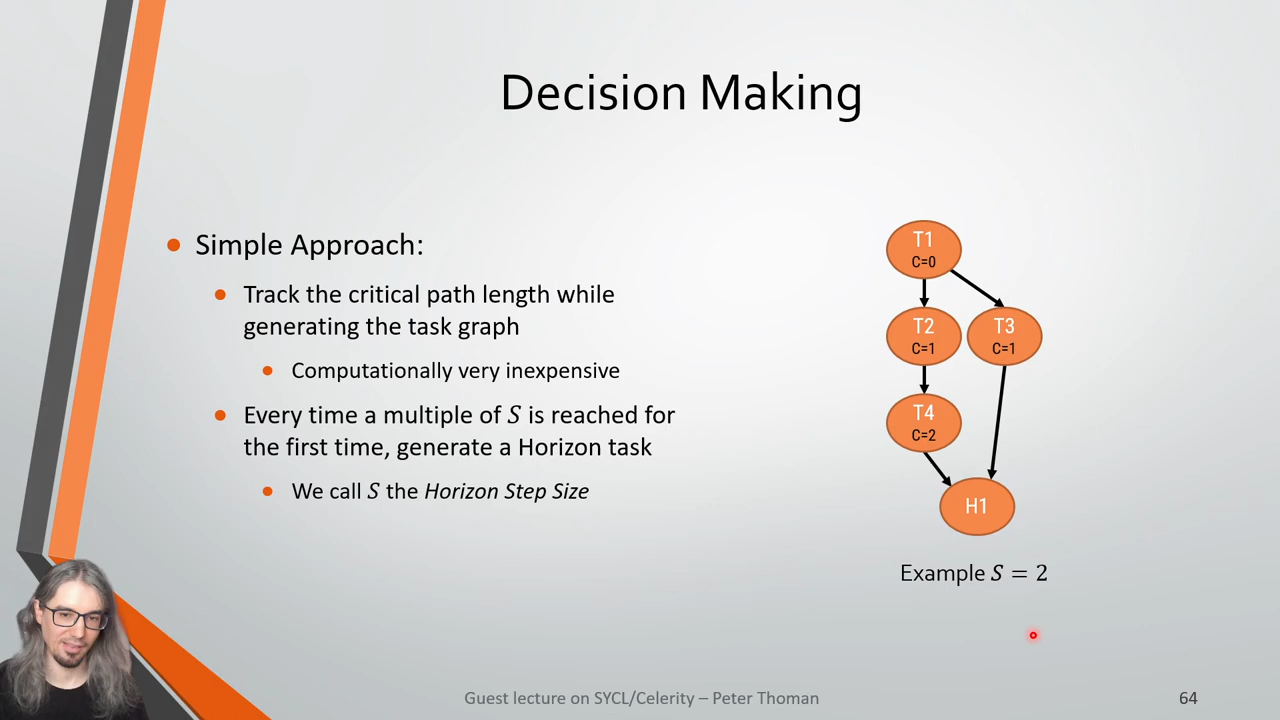 Decision Making
Simple Approach:
Track the critical path length while
generating the task graph
Computationally very inexpensive
Every time a multiple of S is reached for
the first time, generate a Horizon task
We call S the Horizon Step Size
T1
C=0
T2
C=1
T3
C=1
T4
C=2
H1
Example S = 2
Guest lecture on SYCL/Celerity – Peter Thoman
64